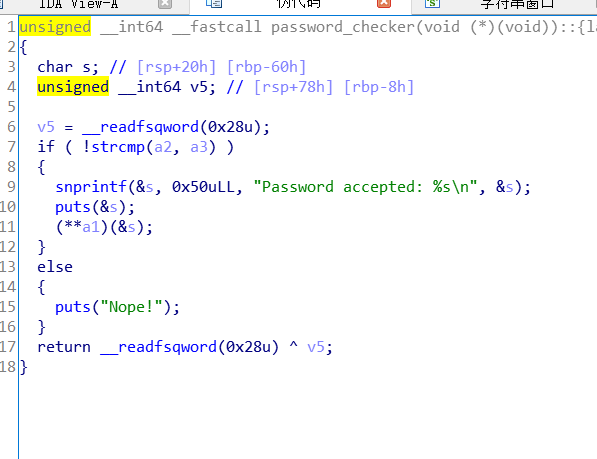 IDA View-A 伪代码 字符串窗口
1 unsigned __int64 __fastcall password_checker(void (*)(void))::{la
2 {
3 char s; // [rsp+20h] [rbp-60h]
4 unsigned __int64 v5; // [rsp+78h] [rbp-8h]
5
6 v5 = __readfsqword(0x28u);
7 if ( !strcmp(a2, a3) )
8 {
9 snprintf(&s, 0x50uLL, "Password accepted: %s\n", &s);
10 puts(&s);
11 (**a1)(&s);
12 }
13 else
14 {
15 puts("Nope!");
16 }
17 return __readfsqword(0x28u) ^ v5;
18 }